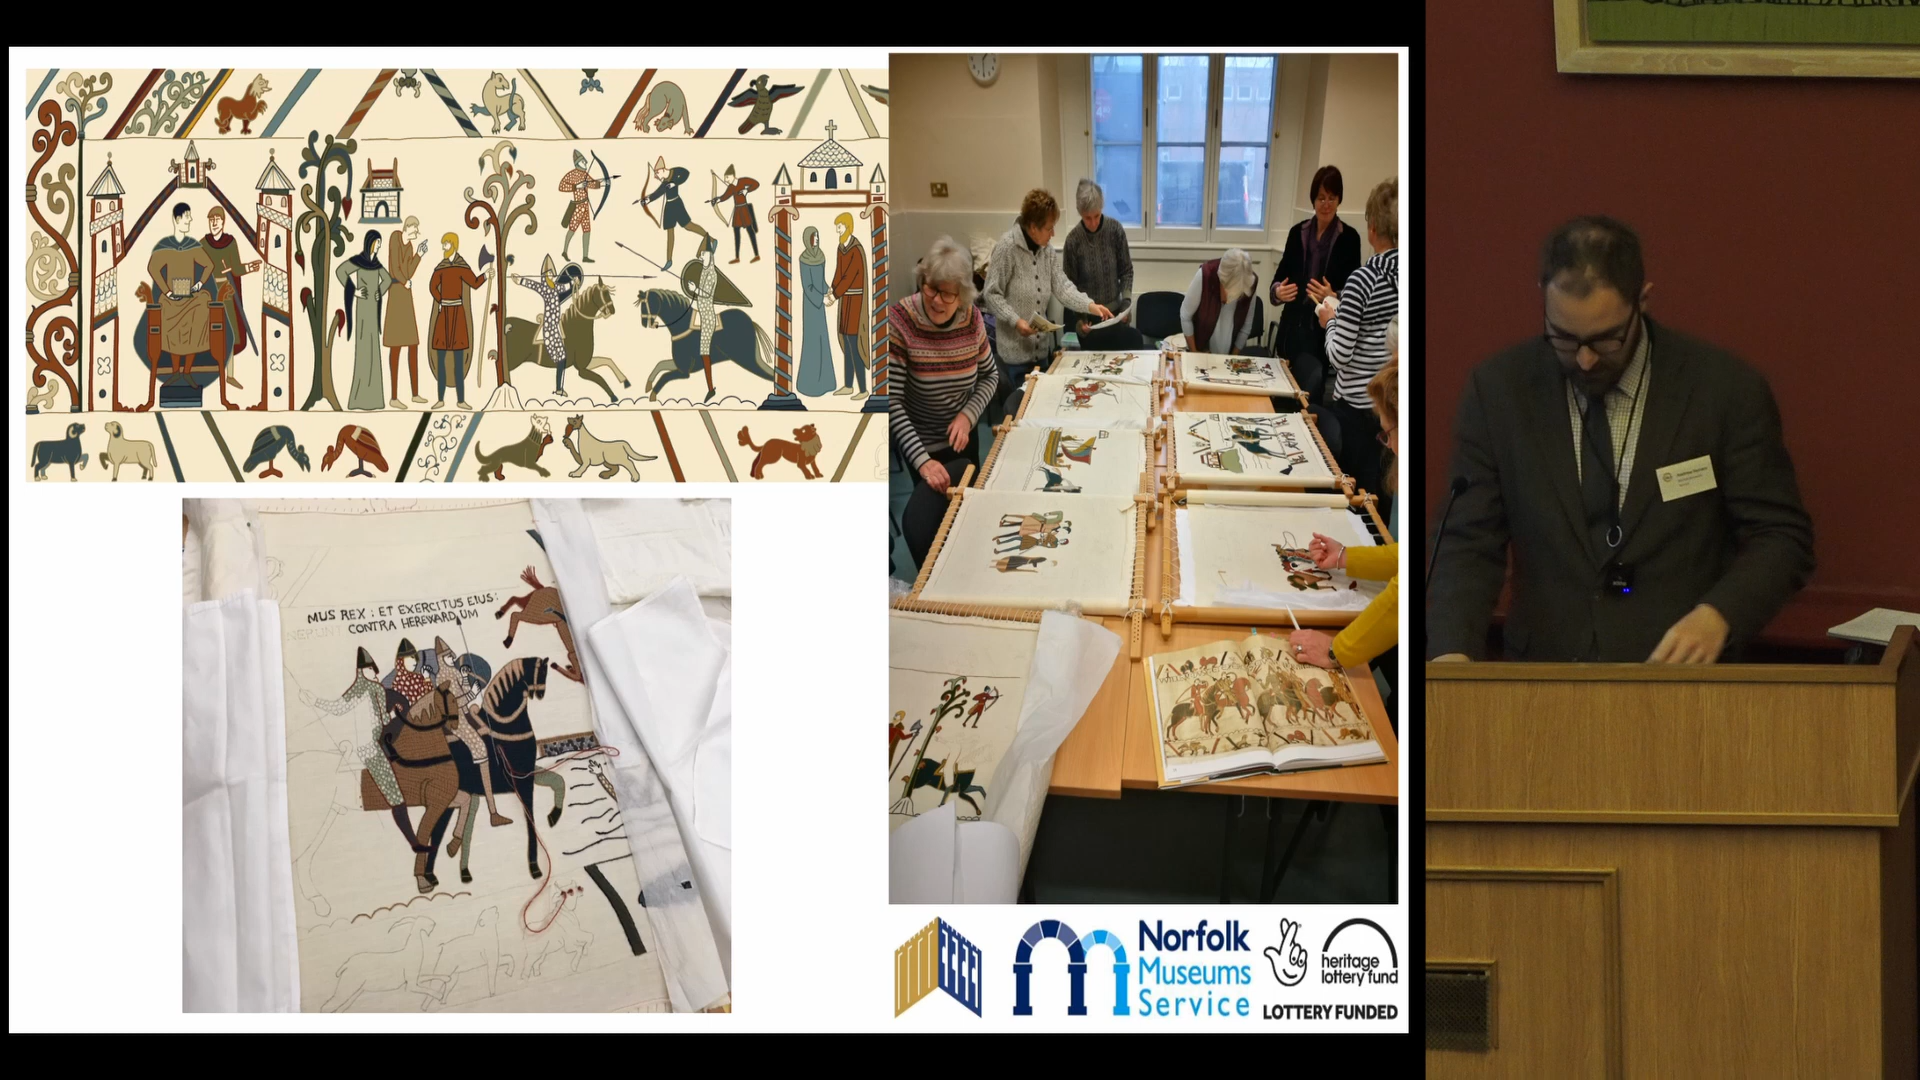 MUS REX : ET EXERCITUS EIUS :
CONTRA HEREWARDUM
Norfolk
Museums
Service
heritage
lottery fund
LOTTERY FUNDED